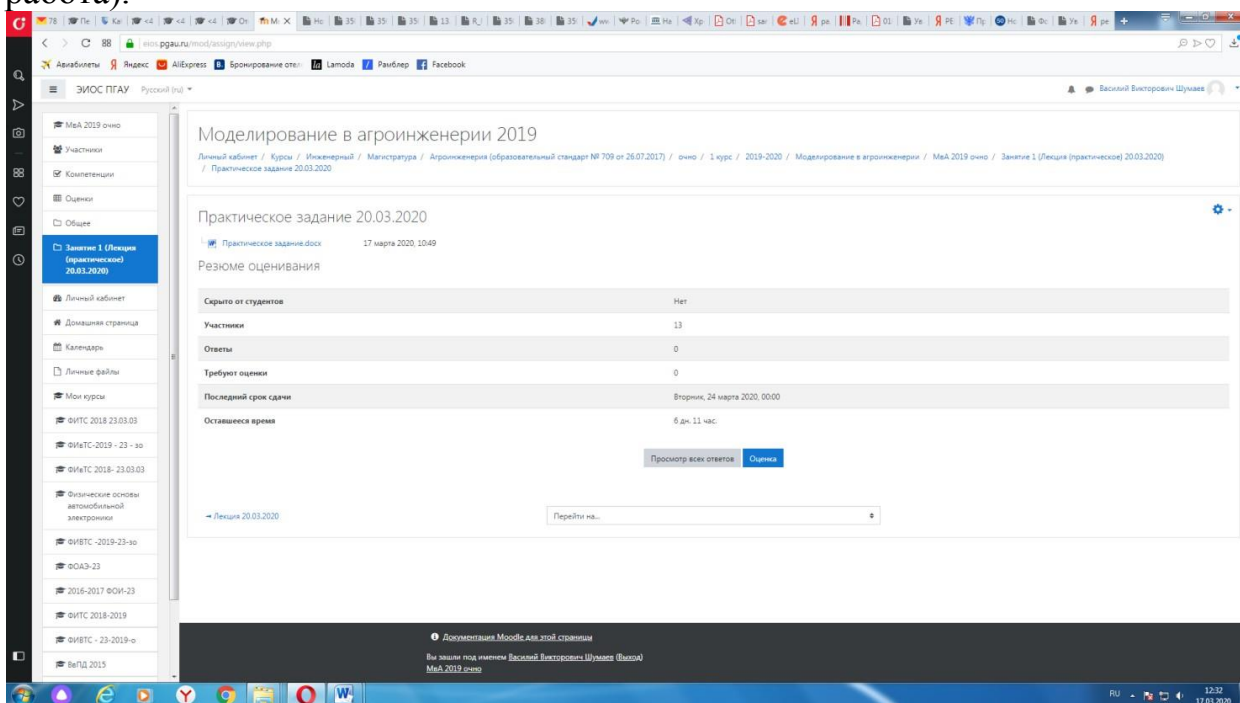 работа).
eios.pgau.ru/mod/assign/view.php
Авиабилеты Яндекс AliExpress Бронирование отел Lamoda Рамблер Facebook
ЭИОС ПГАУ Русский (ru)
Василий Викторович Шумаев
МвА 2019 очно
Участники
Компетенции
Оценки
Общее
Занятие 1 (Лекция
(практическое)
20.03.2020)
Личный кабинет
Домашняя страница
Календарь
Личные файлы
Мои курсы
ФИТС 2018 23.03.03
ФИвТС-2019 - 23 - зо
ФИвТС 2018- 23.03.03
Физические основы
автомобильной
электроники
ФИВТС -2019-23-зо
ФОАЭ-23
2016-2017 ФОИ-23
ФИТС 2018-2019
ФИВТС - 23-2019-о
ВвПД 2015
Моделирование в агроинженерии 2019
Личный кабинет / Курсы / Инженерный / Магистратура / Агроинженерия (образовательный стандарт № 709 от 26.07.2017) / очно / 1 курс / 2019-2020 / Моделирование в агроинженерии / МвА 2019 очно / Занятие 1 (Лекция (практическое) 20.03.2020)
/ Практическое задание 20.03.2020
Практическое задание 20.03.2020
Практическое задание.docx 17 марта 2020, 10:49
Резюме оценивания
Скрыто от студентов Нет
Участники 13
Ответы 0
Требуют оценки 0
Последний срок сдачи Вторник, 24 марта 2020, 00:00
Оставшееся время 6 дн. 11 час.
Просмотр всех ответов Оценка
→ Лекция 20.03.2020 Перейти на...
Документация Moodle для этой страницы
Вы зашли под именем Василий Викторович Шумаев (Выход)
МвА 2019 очно
RU 12:32
17.03.2020